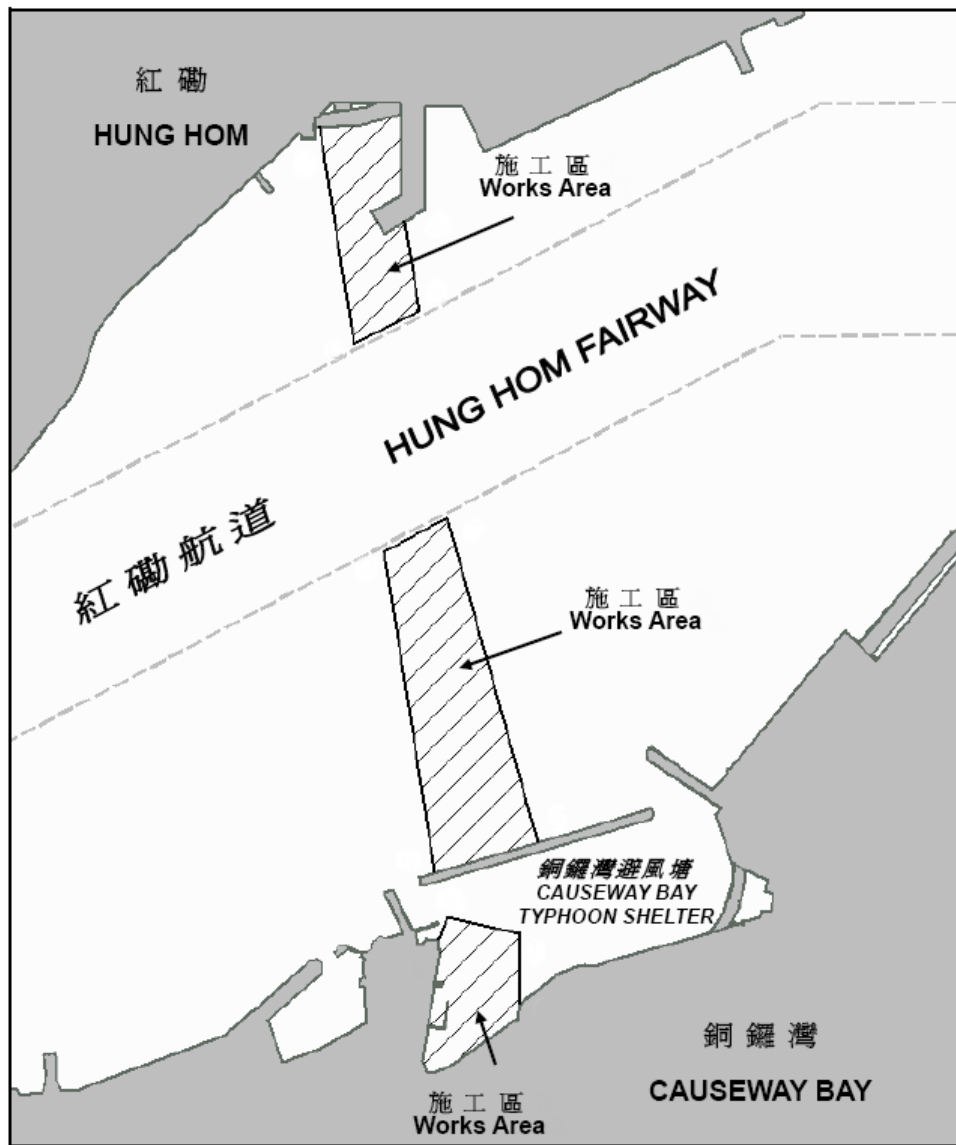 紅磡
HUNG HOM
施工區
Works Area
HUNG HOM FAIRWAY
紅磡航道
施工區
Works Area
銅鑼灣避風塘
CAUSEWAY BAY
TYPHOON SHELTER
銅鑼灣
CAUSEWAY BAY
施工區
Works Area